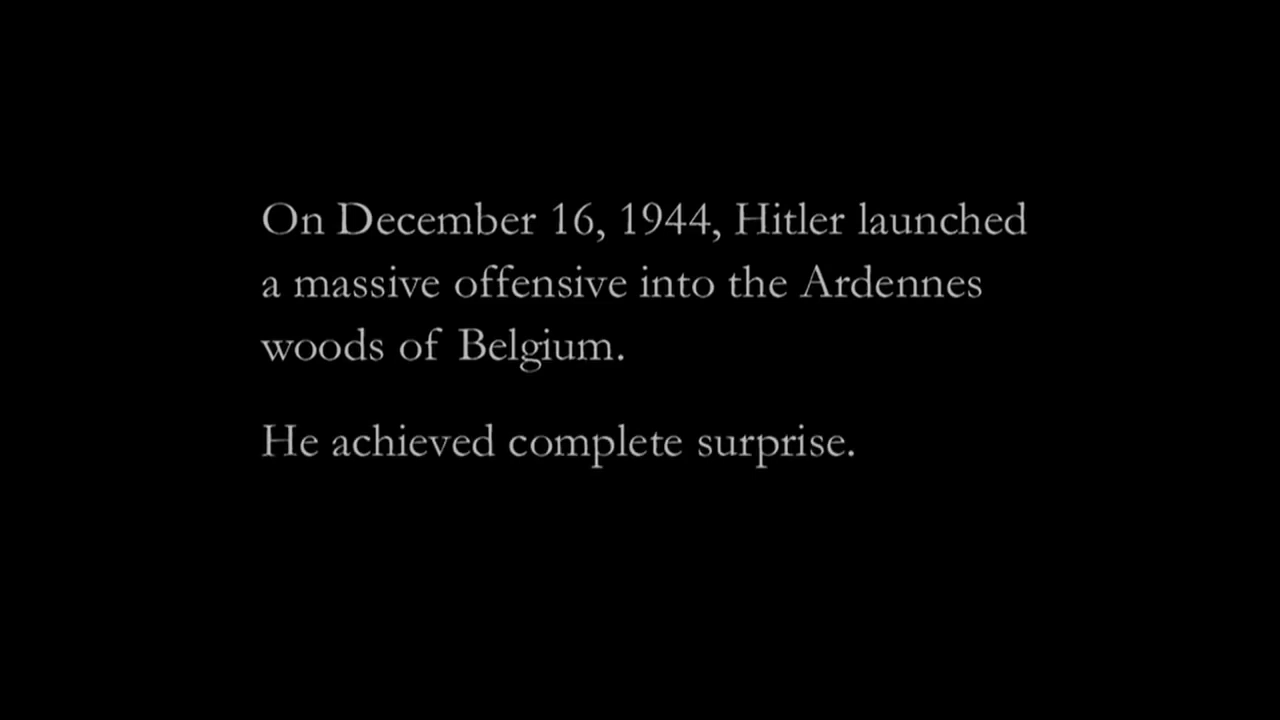 On December 16, 1944, Hitler launched
a massive offensive into the Ardennes
woods of Belgium.
He achieved complete surprise.